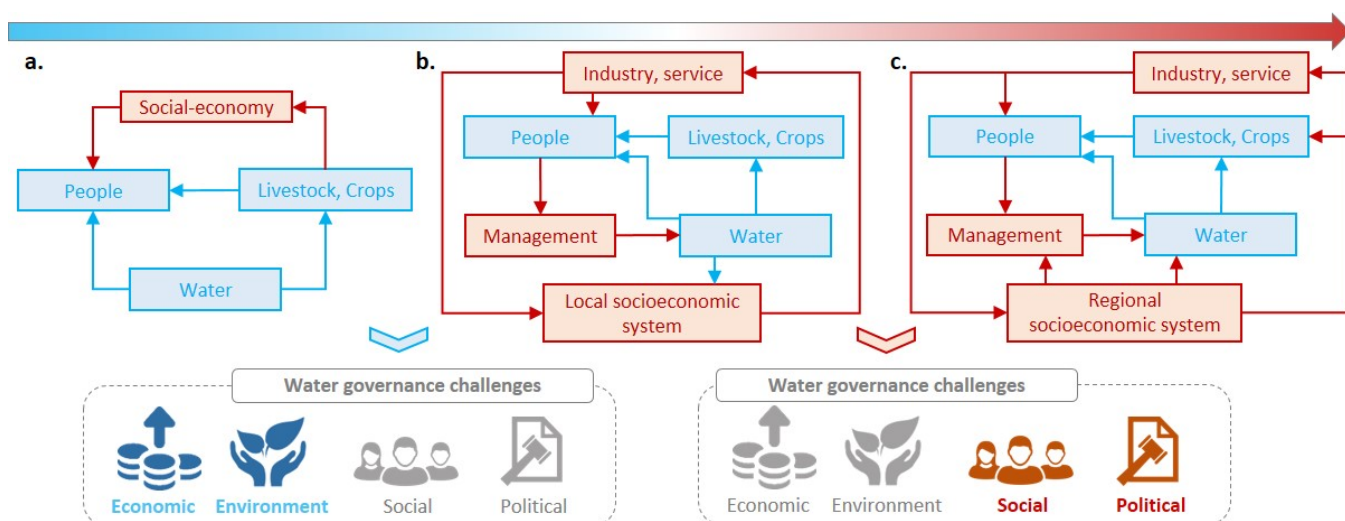 a.
Social-economy
People
Livestock, Crops
Water
b.
Industry, service
People
Livestock, Crops
Management
Water
Local socioeconomic
system
c.
Industry, service
People
Livestock, Crops
Management
Water
Regional
socioeconomic system
Water governance challenges
Economic
Environment
Social
Political
Water governance challenges
Economic
Environment
Social
Political